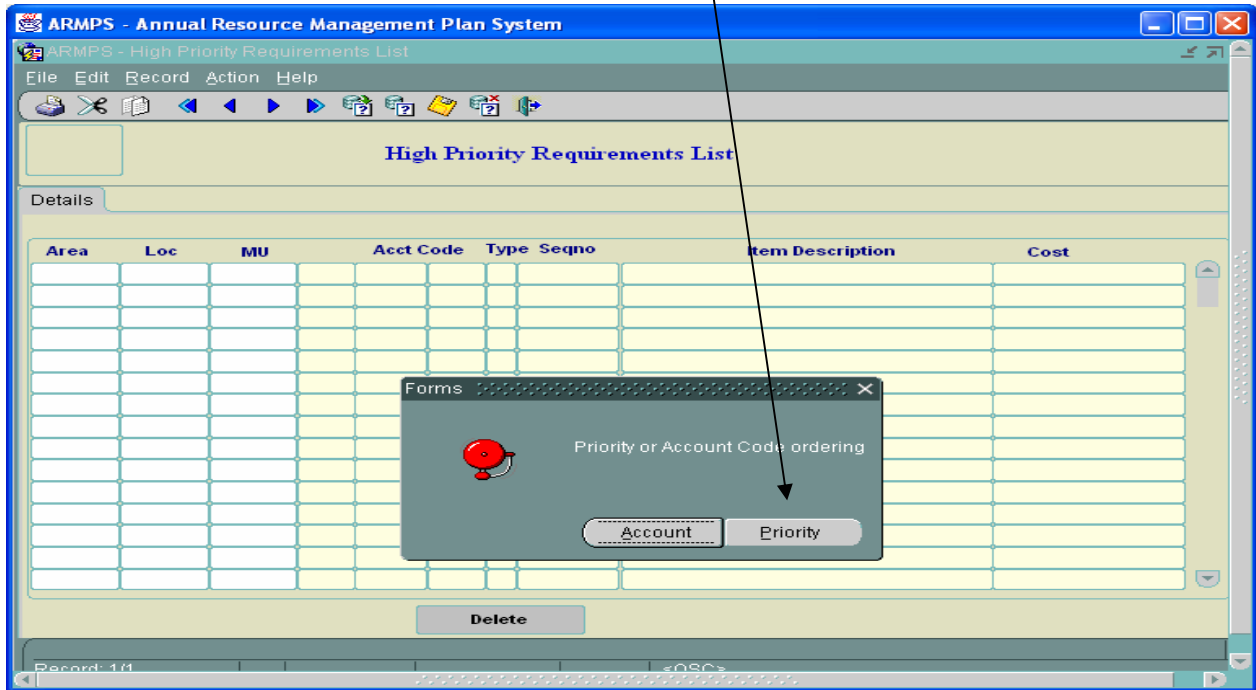 ARMPS - Annual Resource Management Plan System
ARMPS - High Priority Requirements List
File Edit Record Action Help
High Priority Requirements List
Details
Area Loc MU Acct Code Type Seqno Item Description Cost
Forms
Priority or Account Code ordering
Account Priority
Delete
Record: 1/1 <OSC>